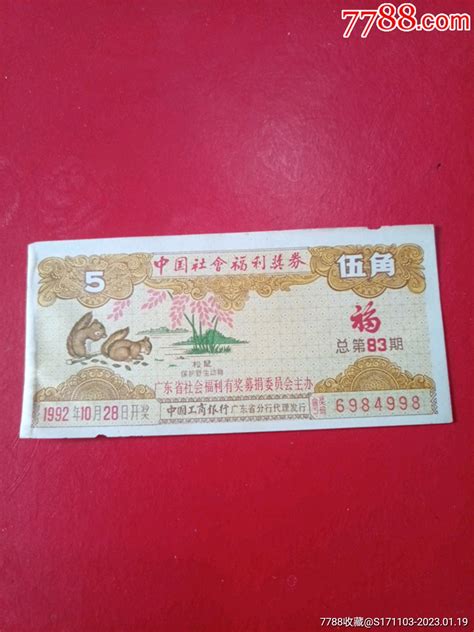 7788.com
中国社會福利奖券
5
伍角
福
总第83期
松鼠
保护野生动物
广东省社会福利有奖募捐委员会主办
1992年10月28日开奖
中国工商银行广东省分行代理发行
6984998
7788收藏@S171103-2023.01.19